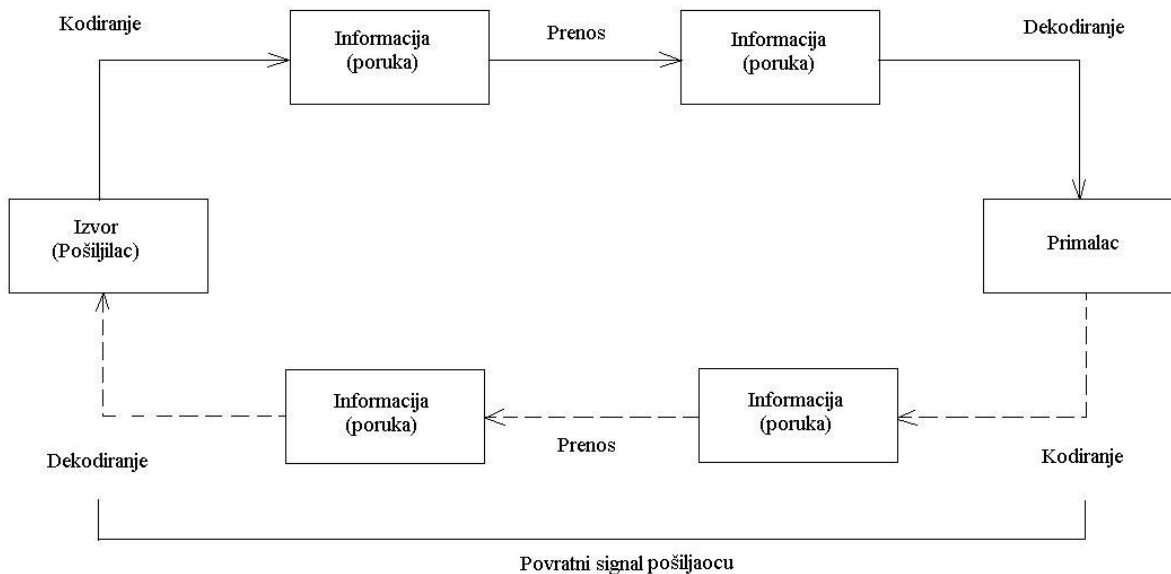 Kodiranje
Informacija
(poruka)
Prenos
Informacija
(poruka)
Dekodiranje
Izvor
(Pošiljilac)
Primalac
Informacija
(poruka)
Prenos
Informacija
(poruka)
Dekodiranje
Kodiranje
Povratni signal pošiljaocu